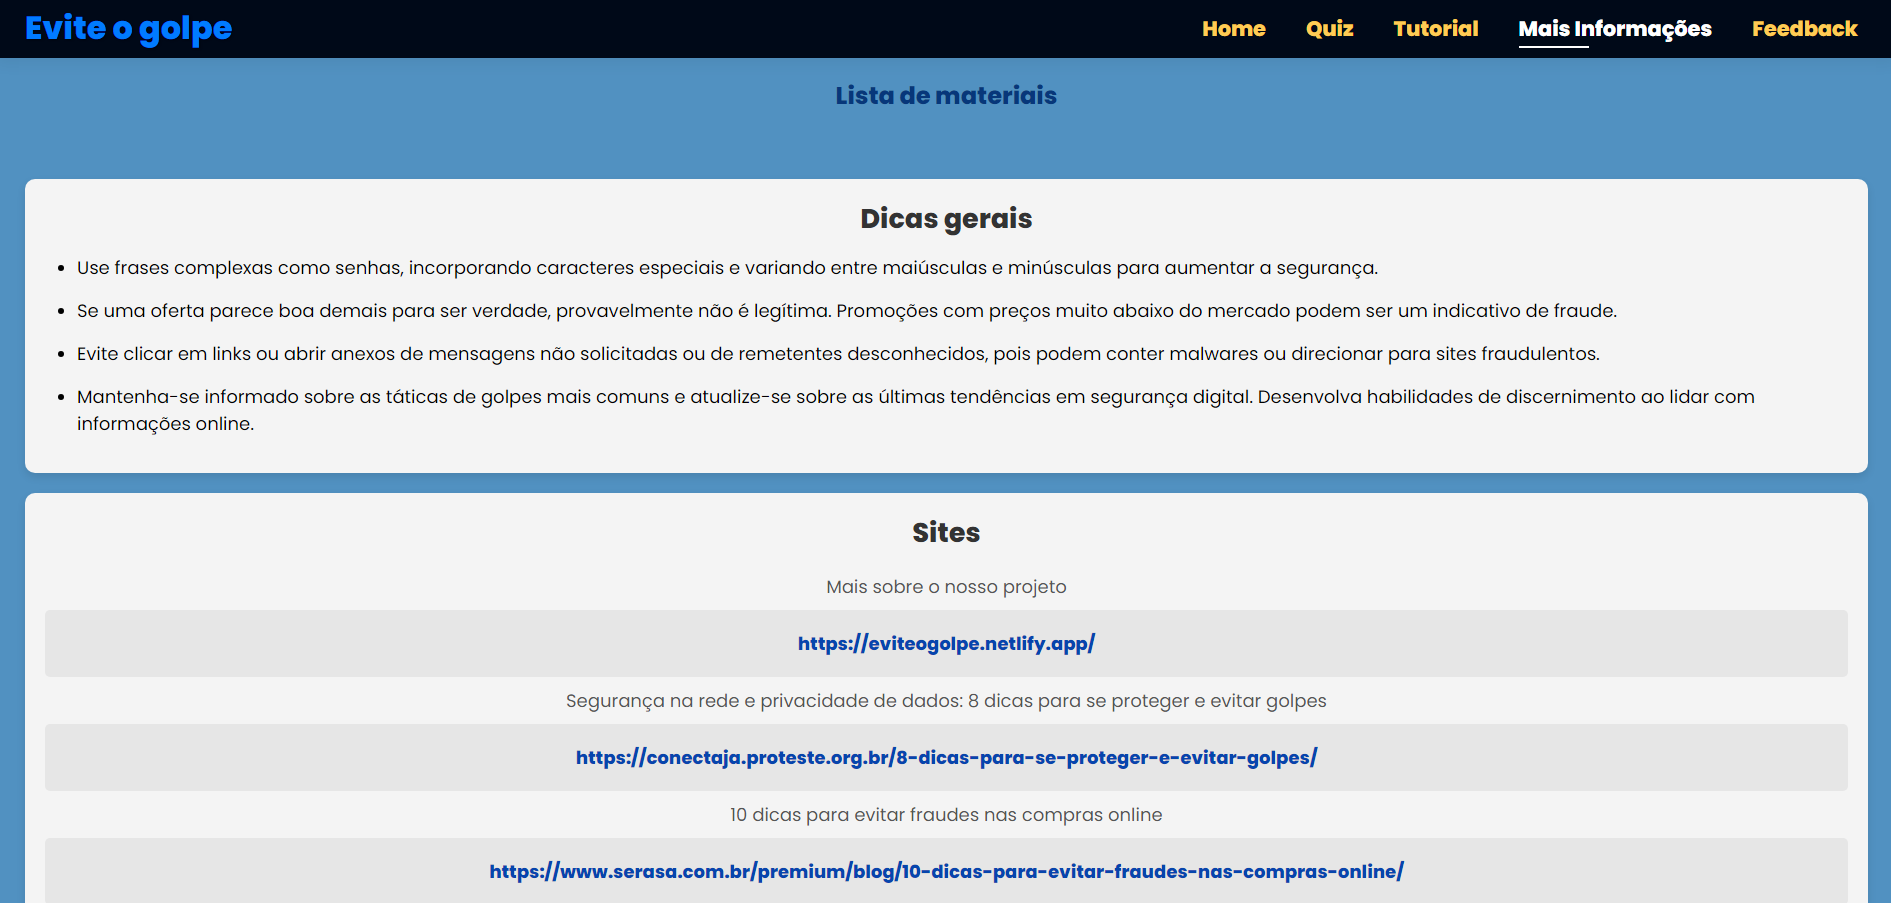 Evite o golpe
Home Quiz Tutorial Mais Informações Feedback
Lista de materiais
Dicas gerais
Use frases complexas como senhas, incorporando caracteres especiais e variando entre maiúsculas e minúsculas para aumentar a segurança.
Se uma oferta parece boa demais para ser verdade, provavelmente não é legítima. Promoções com preços muito abaixo do mercado podem ser um indicativo de fraude.
Evite clicar em links ou abrir anexos de mensagens não solicitadas ou de remetentes desconhecidos, pois podem conter malwares ou direcionar para sites fraudulentos.
Mantenha-se informado sobre as táticas de golpes mais comuns e atualize-se sobre as últimas tendências em segurança digital. Desenvolva habilidades de discernimento ao lidar com
informações online.
Sites
Mais sobre o nosso projeto
https://eviteogolpe.netlify.app/
Segurança na rede e privacidade de dados: 8 dicas para se proteger e evitar golpes
https://conectaja.proteste.org.br/8-dicas-para-se-proteger-e-evitar-golpes/
10 dicas para evitar fraudes nas compras online
https://www.serasa.com.br/premium/blog/10-dicas-para-evitar-fraudes-nas-compras-online/